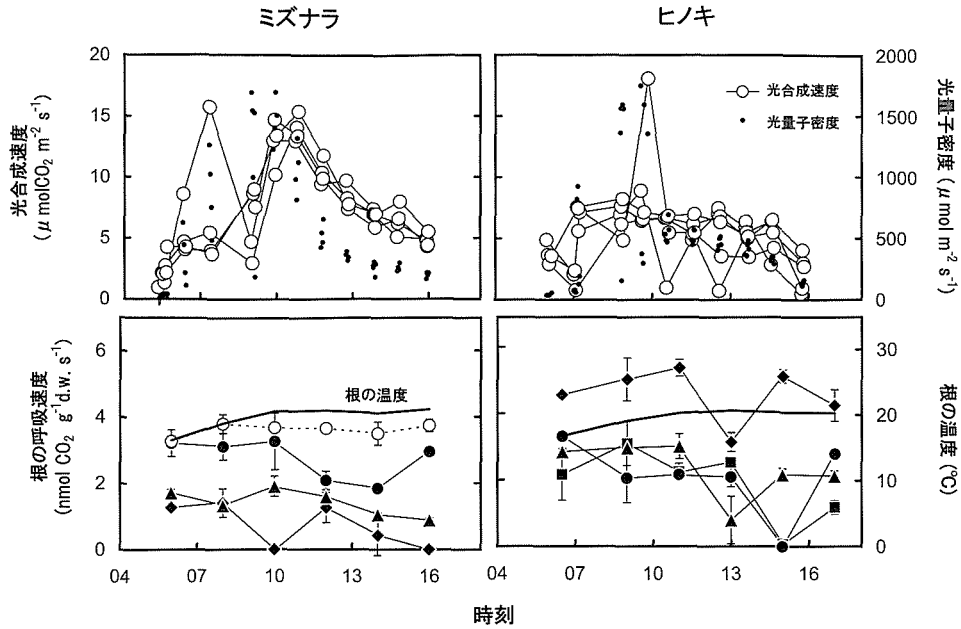 ミズナラ
ヒノキ
20
15
10
5
0
光合成速度
(μ molCO₂ m⁻² s⁻¹)
光合成速度
光量子密度
2000
1500
1000
500
0
光量子密度
(μ mol m⁻² s⁻¹)
6
4
2
0
根の呼吸速度
(nmol CO₂ g⁻¹d.w. s⁻¹)
根の温度
30
20
10
0
根の温度
(℃)
04 07 10 13 16
07 10 13 16
時刻